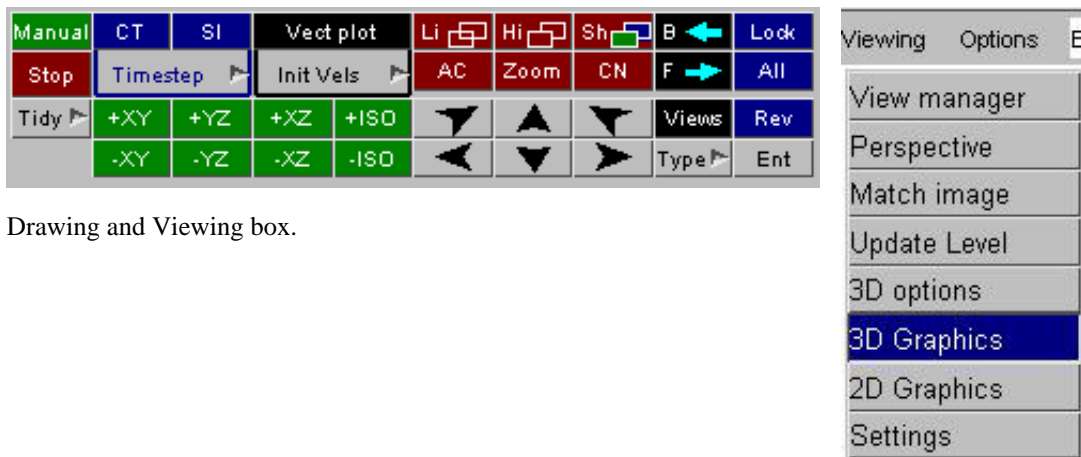 Manual CT SI Vect plot Li Hi Sh B Lock
Stop Timestep Init Vels AC Zoom CN F All
Tidy +XY +YZ +XZ +ISO Views Rev
-XY -YZ -XZ -ISO Type Ent
Drawing and Viewing box.
Viewing Options
View manager
Perspective
Match image
Update Level
3D options
3D Graphics
2D Graphics
Settings